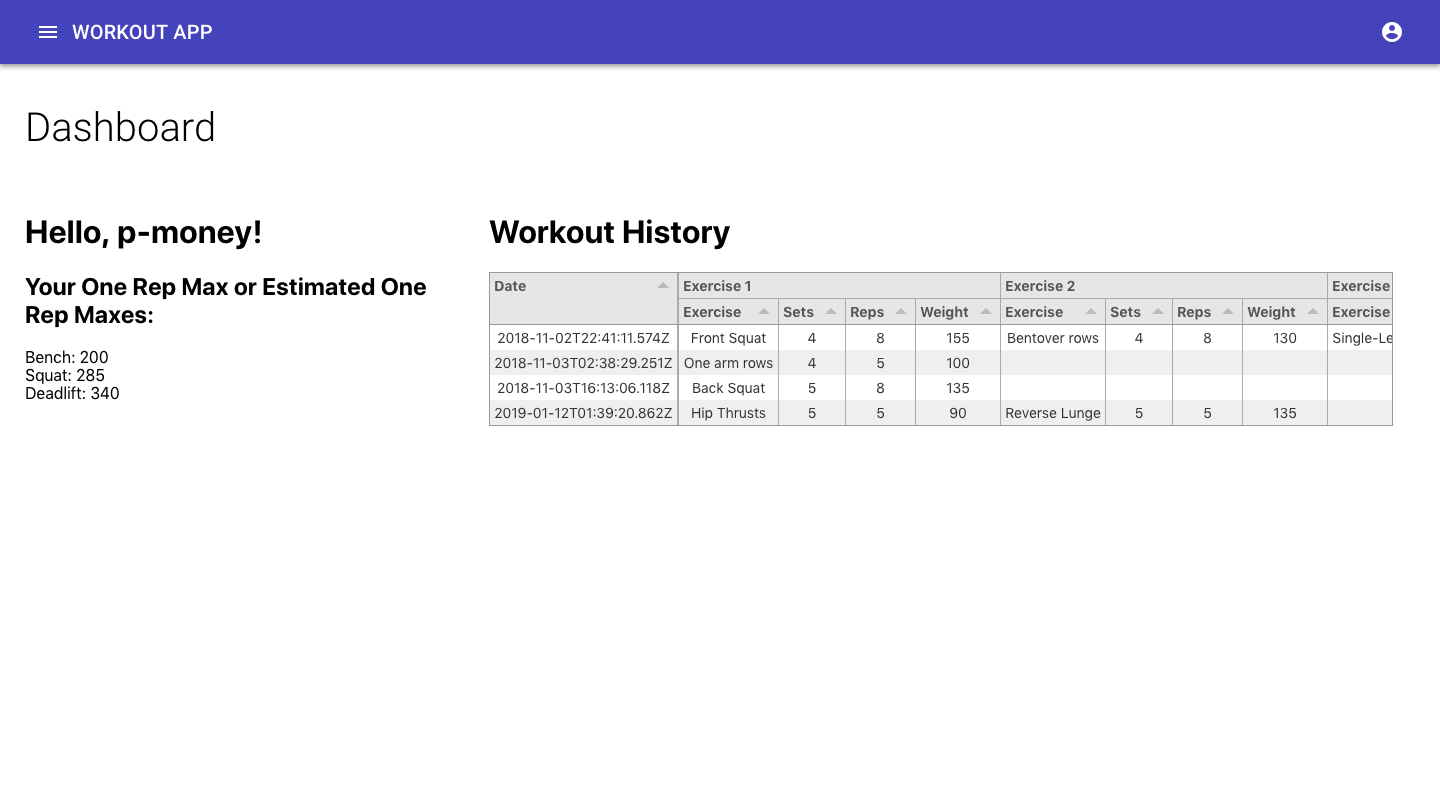 WORKOUT APP
Dashboard
Hello, p-money!
Your One Rep Max or Estimated One
Rep Maxes:
Bench: 200
Squat: 285
Deadlift: 340
Workout History
Date Exercise 1 Exercise 2 Exercise
Exercise Sets Reps Weight Exercise Sets Reps Weight Exercise
2018-11-02T22:41:11.574Z Front Squat 4 8 155 Bentover rows 4 8 130 Single-Le
2018-11-03T02:38:29.251Z One arm rows 4 5 100
2018-11-03T16:13:06.118Z Back Squat 5 8 135
2019-01-12T01:39:20.862Z Hip Thrusts 5 5 90 Reverse Lunge 5 5 135